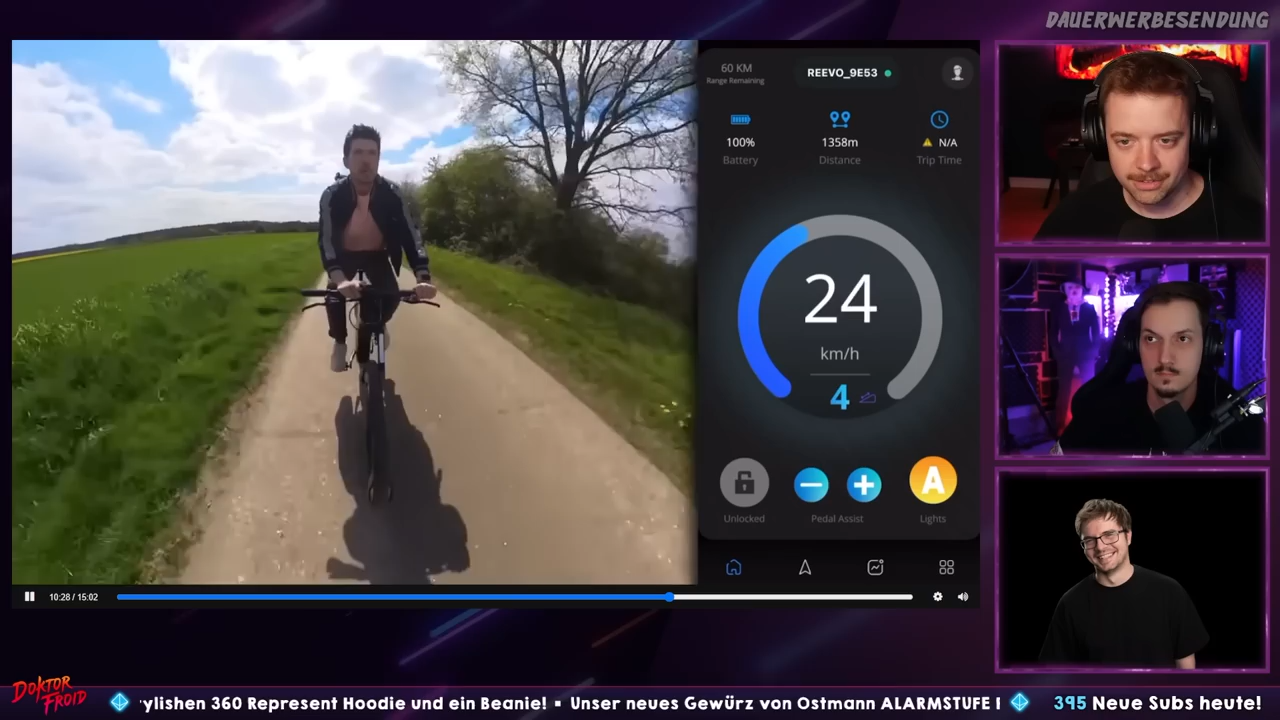 DAUERWERBESENDUNG
60 KM
Range Remaining
REEVO_9E53
100%
Battery
1358m
Distance
N/A
Trip Time
24
km/h
4
A
Unlocked
Pedal Assist
Lights
10:28 / 15:02
DOKTOR
FROID
ylishen 360 Represent Hoodie und ein Beanie! ▪ Unser neues Gewürz von Ostmann ALARMSTUFE
395 Neue Subs heute!